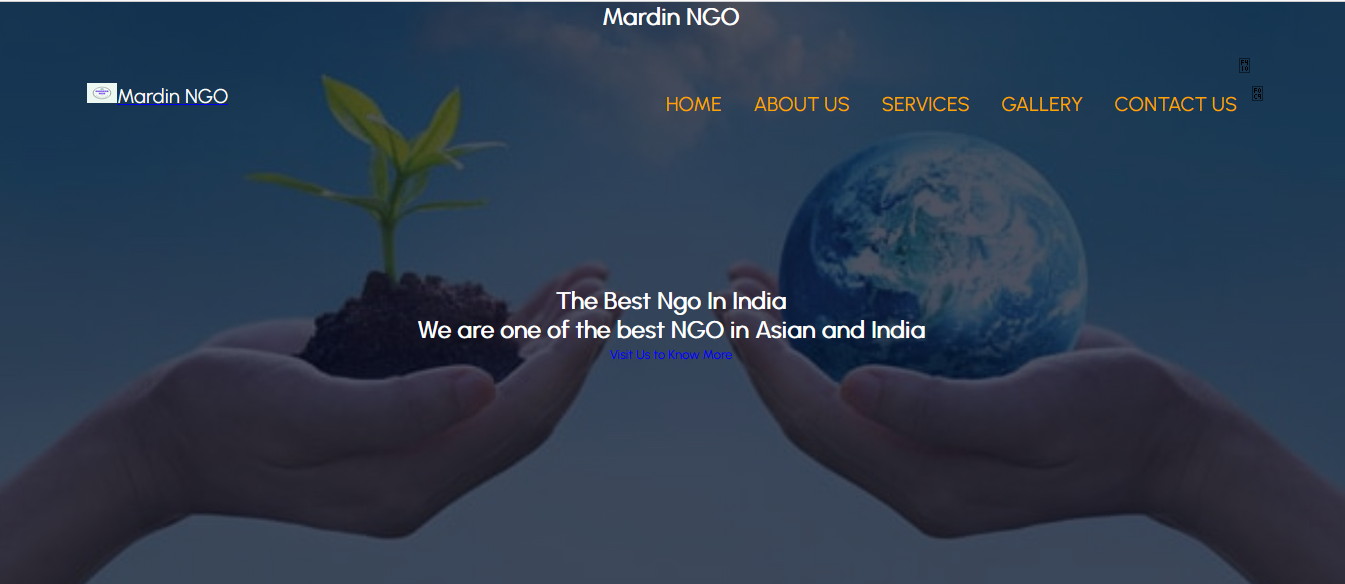 Mardin NGO
Mardin NGO
HOME ABOUT US SERVICES GALLERY CONTACT US
The Best Ngo In India
We are one of the best NGO in Asian and India
Visit Us to Know More